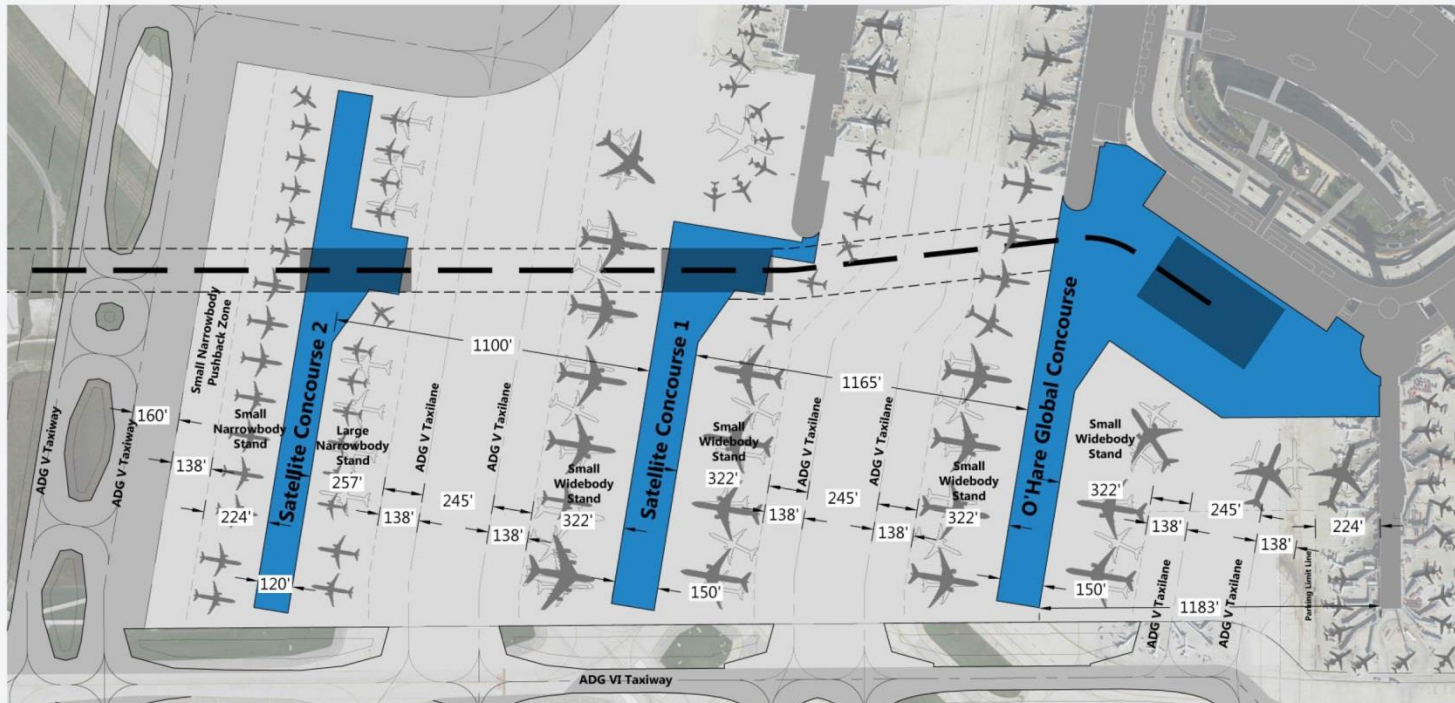 Small Narrowbody
Pushback Zone
Satellite Concourse 2
1100'
Satellite Concourse 1
1165'
O'Hare Global Concourse
ADG V Taxiway
160'
ADG V Taxiway
138'
Small
Narrowbody
Stand
224'
120'
Large
Narrowbody
Stand
257'
ADG V Taxilane
138'
245'
ADG V Taxilane
138'
Small
Widebody
Stand
322'
150'
Small
Widebody
Stand
322'
138'
ADG V Taxilane
245'
ADG V Taxilane
138'
Small
Widebody
Stand
322'
150'
Small
Widebody
Stand
322'
138'
245'
138'
224'
ADG V Taxilane
ADG V Taxilane
Parking Limit Line
1183'
ADG VI Taxiway